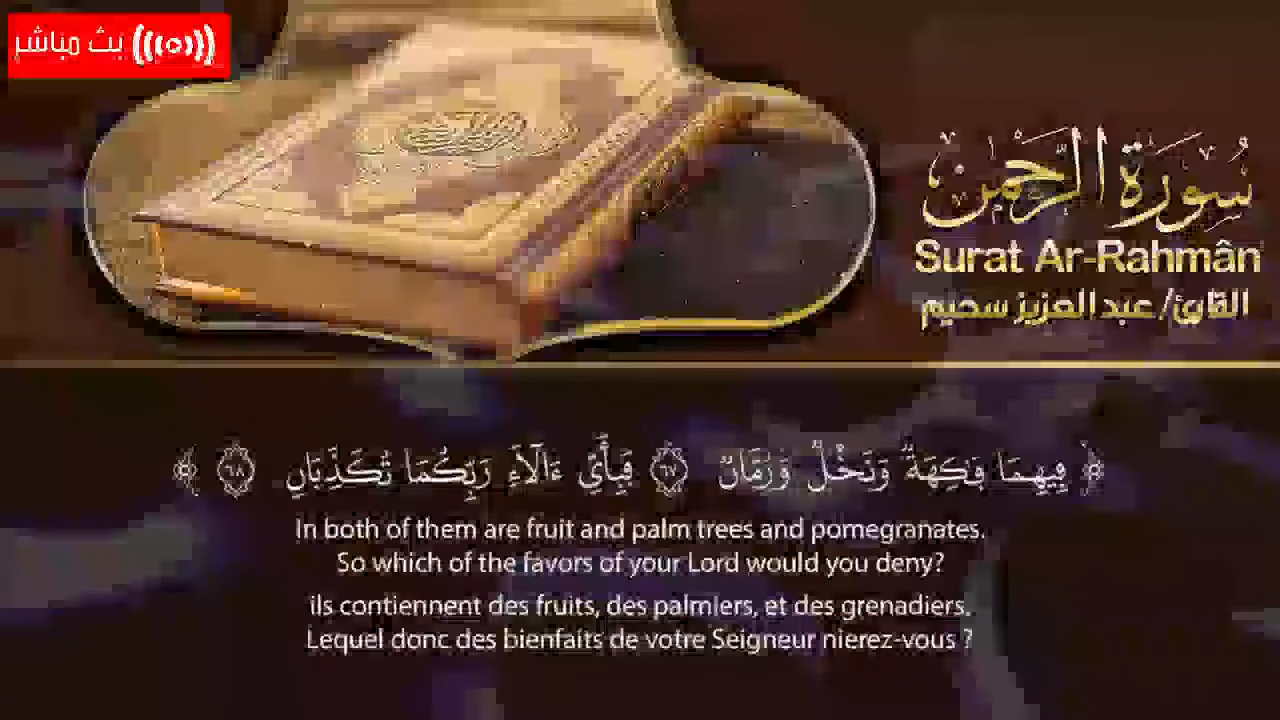 بث مباشر
سورة الرحمن
Surat Ar-Rahmân
القارئ/ عبد العزيز سحيم
﴿ فِيهِمَا فَٰكِهَةٌ وَنَخْلٌ وَرُمَّانٌ ٦٧ فَبِأَيِّ ءَالَآءِ رَبِّكُمَا تُكَذِّبَانِ ٦٨ ﴾
In both of them are fruit and palm trees and pomegranates.
So which of the favors of your Lord would you deny?
ils contiennent des fruits, des palmiers, et des grenadiers.
Lequel donc des bienfaits de votre Seigneur nierez-vous ?